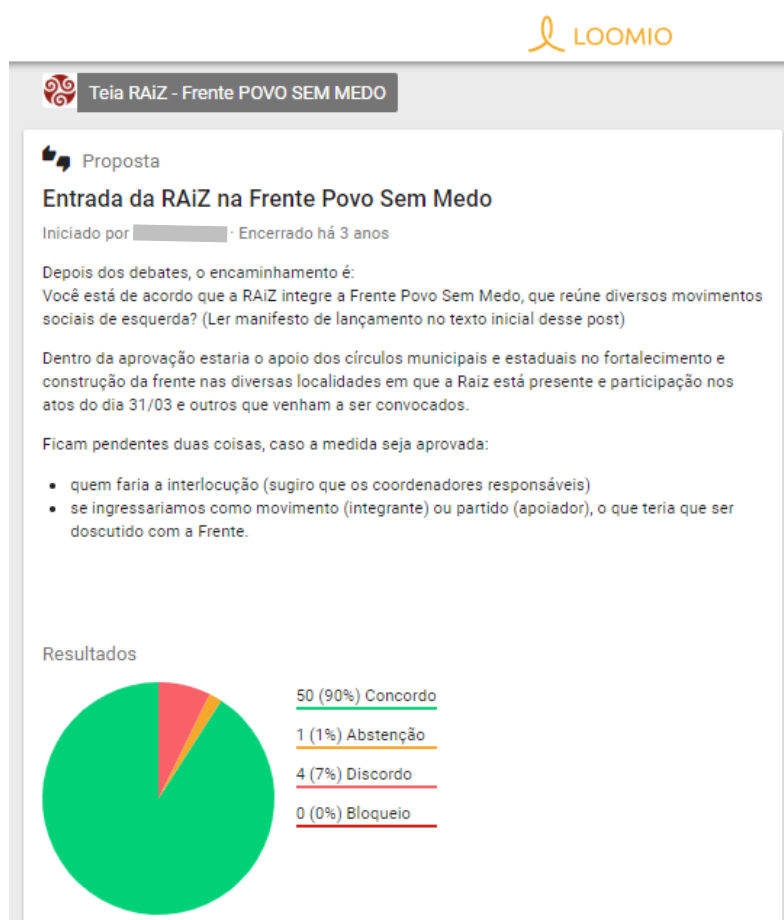 LOOMIO
Teia RAiZ - Frente POVO SEM MEDO
Proposta
Entrada da RAiZ na Frente Povo Sem Medo
Iniciado por · Encerrado há 3 anos
Depois dos debates, o encaminhamento é:
Você está de acordo que a RAiZ integre a Frente Povo Sem Medo, que reúne diversos movimentos
sociais de esquerda? (Ler manifesto de lançamento no texto inicial desse post)
Dentro da aprovação estaria o apoio dos círculos municipais e estaduais no fortalecimento e
construção da frente nas diversas localidades em que a Raiz está presente e participação nos
atos do dia 31/03 e outros que venham a ser convocados.
Ficam pendentes duas coisas, caso a medida seja aprovada:
• quem faria a interlocução (sugiro que os coordenadores responsáveis)
• se ingressariamos como movimento (integrante) ou partido (apoiador), o que teria que ser
doscutido com a Frente.
Resultados
50 (90%) Concordo
1 (1%) Abstenção
4 (7%) Discordo
0 (0%) Bloqueio